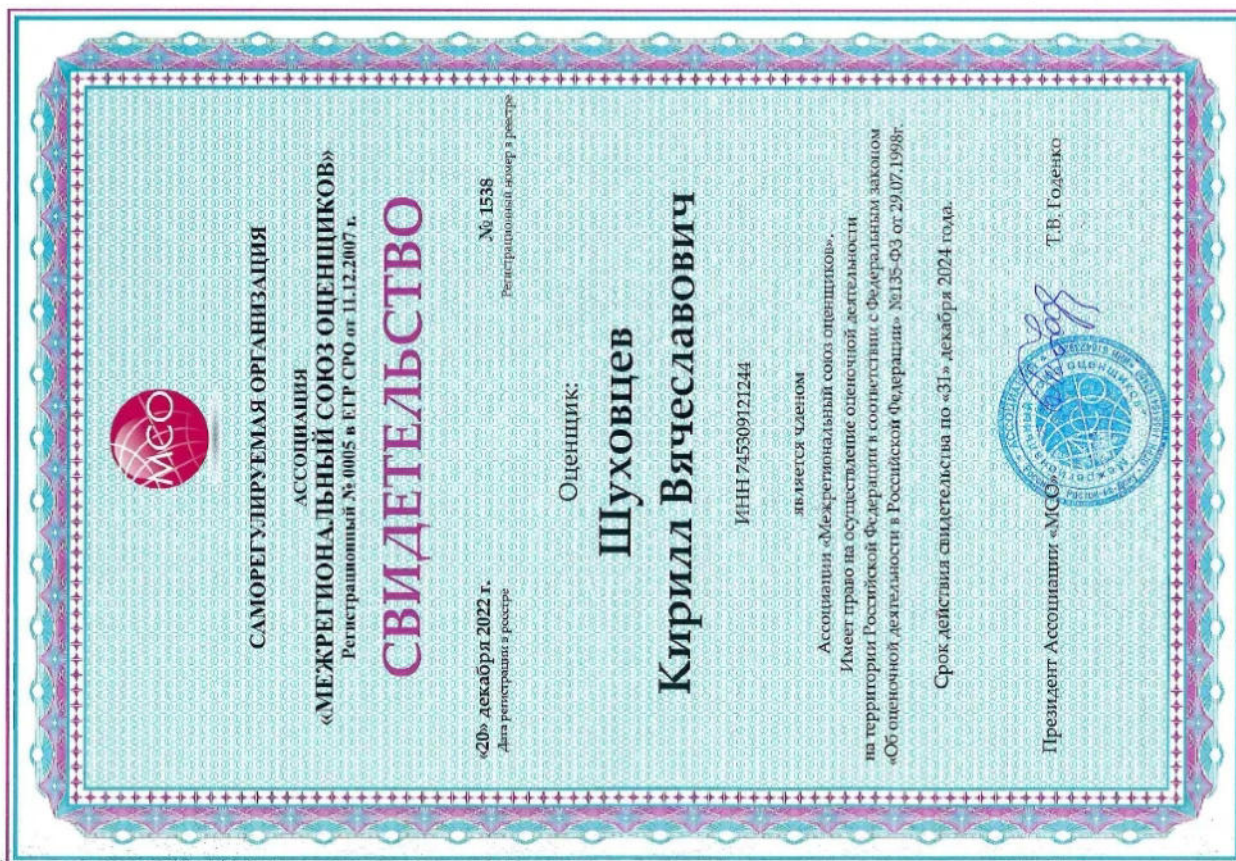 МСО
САМОРЕГУЛИРУЕМАЯ ОРГАНИЗАЦИЯ
АССОЦИАЦИЯ
«МЕЖРЕГИОНАЛЬНЫЙ СОЮЗ ОЦЕНЩИКОВ»
Регистрационный № 0005 в ЕГР СРО от 11.12.2007 г.
СВИДЕТЕЛЬСТВО
«20» декабря 2022 г. № 1538
Дата регистрации в реестре Регистрационный номер в реестре
Оценщик:
Шуховцев
Кирилл Вячеславович
ИНН 745309121244
является членом
Ассоциации «Межрегиональный союз оценщиков».
Имеет право на осуществление оценочной деятельности
на территории Российской Федерации в соответствии с Федеральным законом
«Об оценочной деятельности в Российской Федерации» №135-ФЗ от 29.07.1998г.
Срок действия свидетельства по «31» декабря 2024 года.
Президент Ассоциации «МСО» Т.В. Годенко